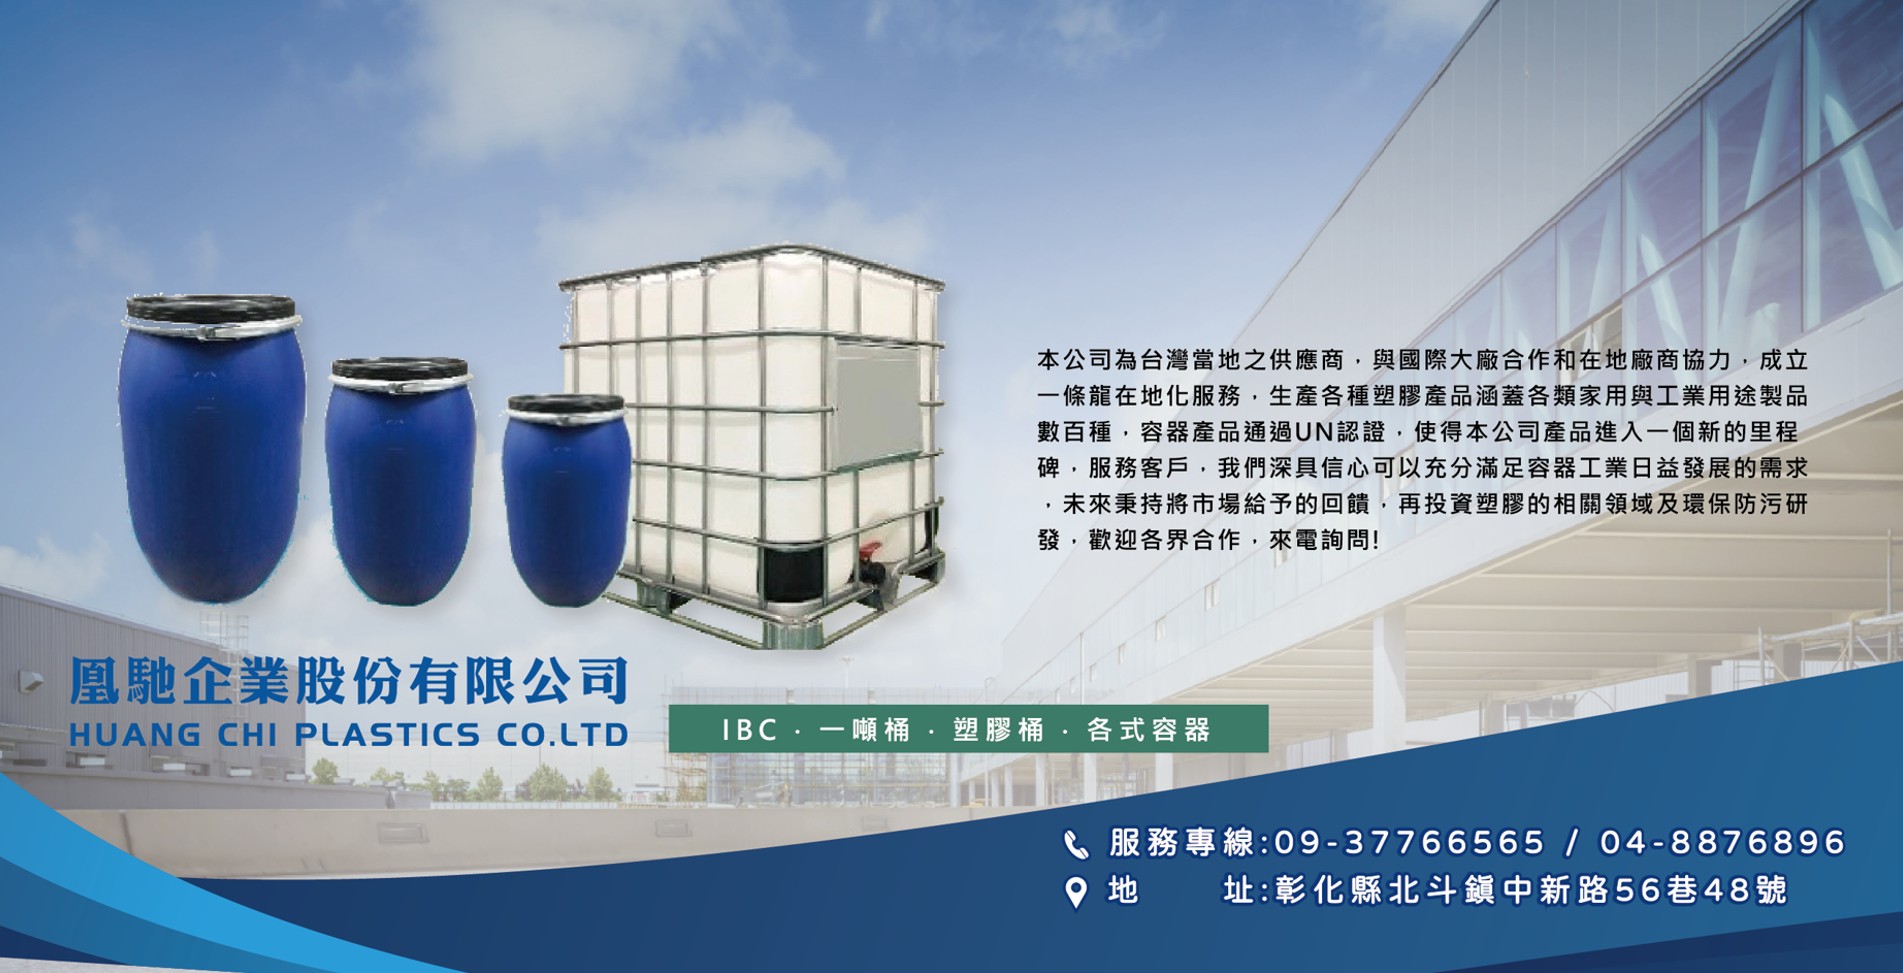 本公司為台灣當地之供應商，與國際大廠合作和在地廠商協力，成立
一條龍在地化服務，生產各種塑膠產品涵蓋各類家用與工業用途製品
數百種，容器產品通過UN認證，使得本公司產品進入一個新的里程
碑，服務客戶，我們深具信心可以充分滿足容器工業日益發展的需求
，未來秉持將市場給予的回饋，再投資塑膠的相關領域及環保防污研
發，歡迎各界合作，來電詢問!
凰馳企業股份有限公司
HUANG CHI PLASTICS CO.LTD
IBC．一噸桶．塑膠桶．各式容器
服務專線:09-37766565 / 04-8876896
地　　址:彰化縣北斗鎮中新路56巷48號